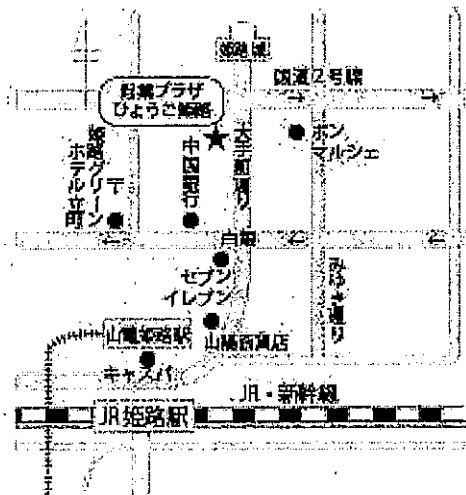 姫路城
国道2号線
就業プラザ
ひょうご姫路
大手前通り
ボン
マルシェ
姫路グリーン
ホテル立町
〒
中国銀行
白銀
セブン
イレブン
みゆき通り
山陽姫路駅
山陽百貨店
キャスパ
JR・新幹線
JR姫路駅